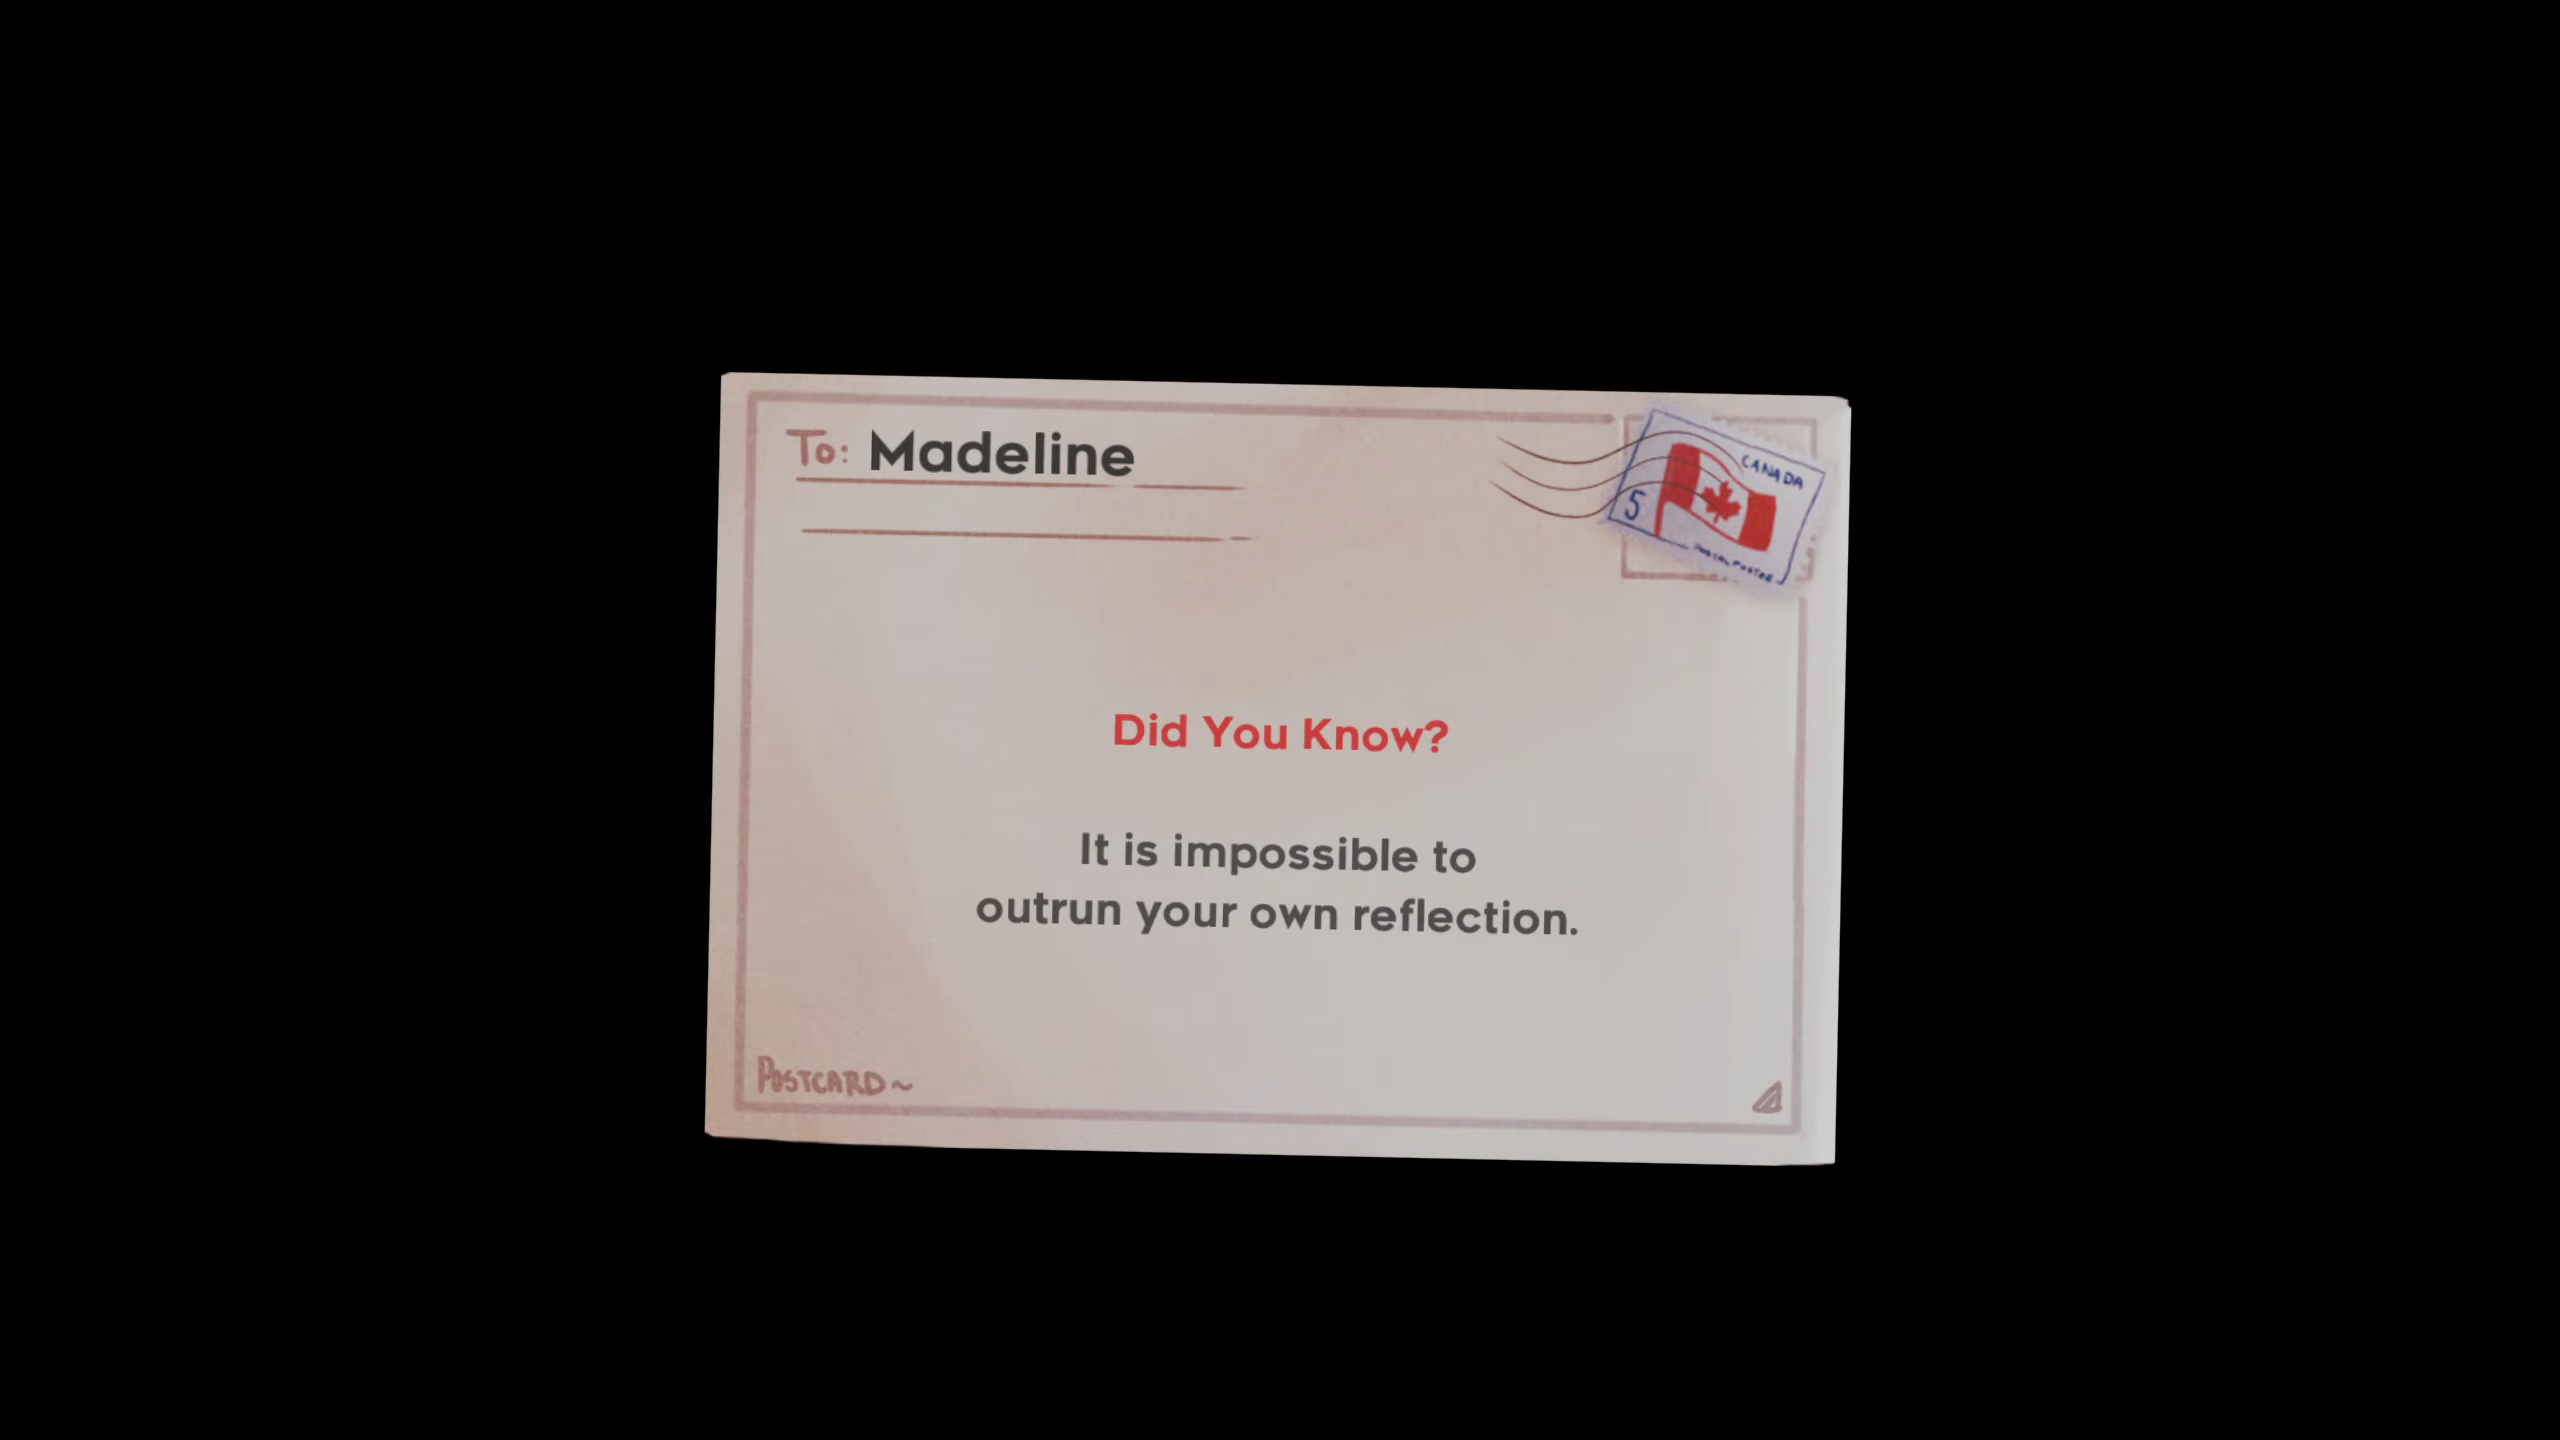 To: Madeline
CANADA
5
Did You Know?
It is impossible to
outrun your own reflection.
POSTCARD~